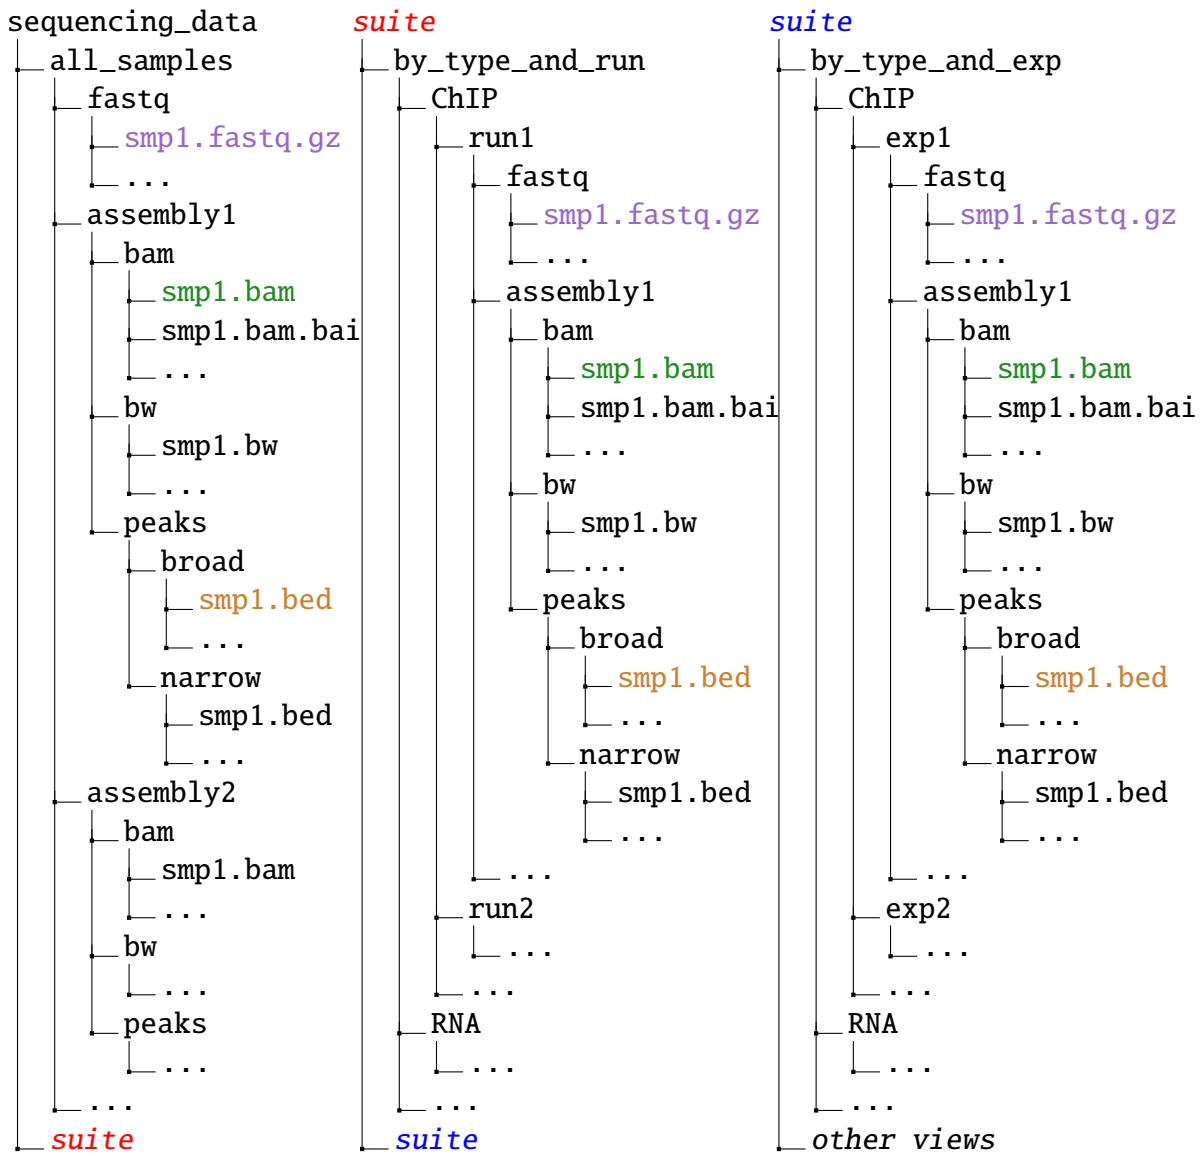 sequencing_data
all_samples
fastq
smp1.fastq.gz
...
assembly1
bam
smp1.bam
smp1.bam.bai
...
bw
smp1.bw
...
peaks
broad
smp1.bed
...
narrow
smp1.bed
...
assembly2
bam
smp1.bam
...
bw
...
peaks
...
...
suite
suite
by_type_and_run
ChIP
run1
fastq
smp1.fastq.gz
...
assembly1
bam
smp1.bam
smp1.bam.bai
...
bw
smp1.bw
...
peaks
broad
smp1.bed
...
narrow
smp1.bed
...
...
run2
...
...
RNA
...
...
suite
suite
by_type_and_exp
ChIP
exp1
fastq
smp1.fastq.gz
...
assembly1
bam
smp1.bam
smp1.bam.bai
...
bw
smp1.bw
...
peaks
broad
smp1.bed
...
narrow
smp1.bed
...
...
exp2
...
...
RNA
...
...
other views